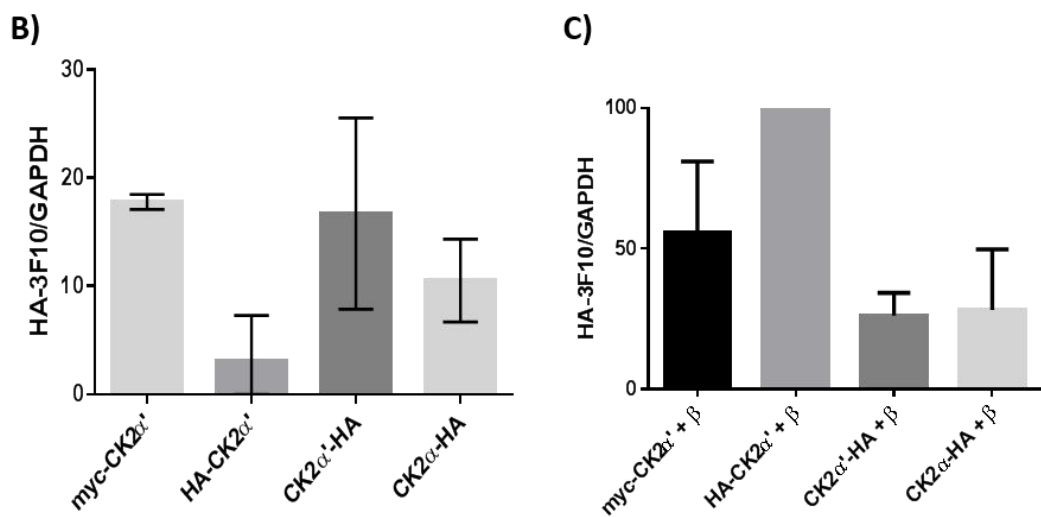 B)
HA-3F10/GAPDH
30
20
10
0
myc-CK2α'
HA-CK2α'
CK2α'-HA
CK2α-HA
C)
HA-3F10/GAPDH
100
50
0
myc-CK2α' + β
HA-CK2α' + β
CK2α'-HA + β
CK2α-HA + β